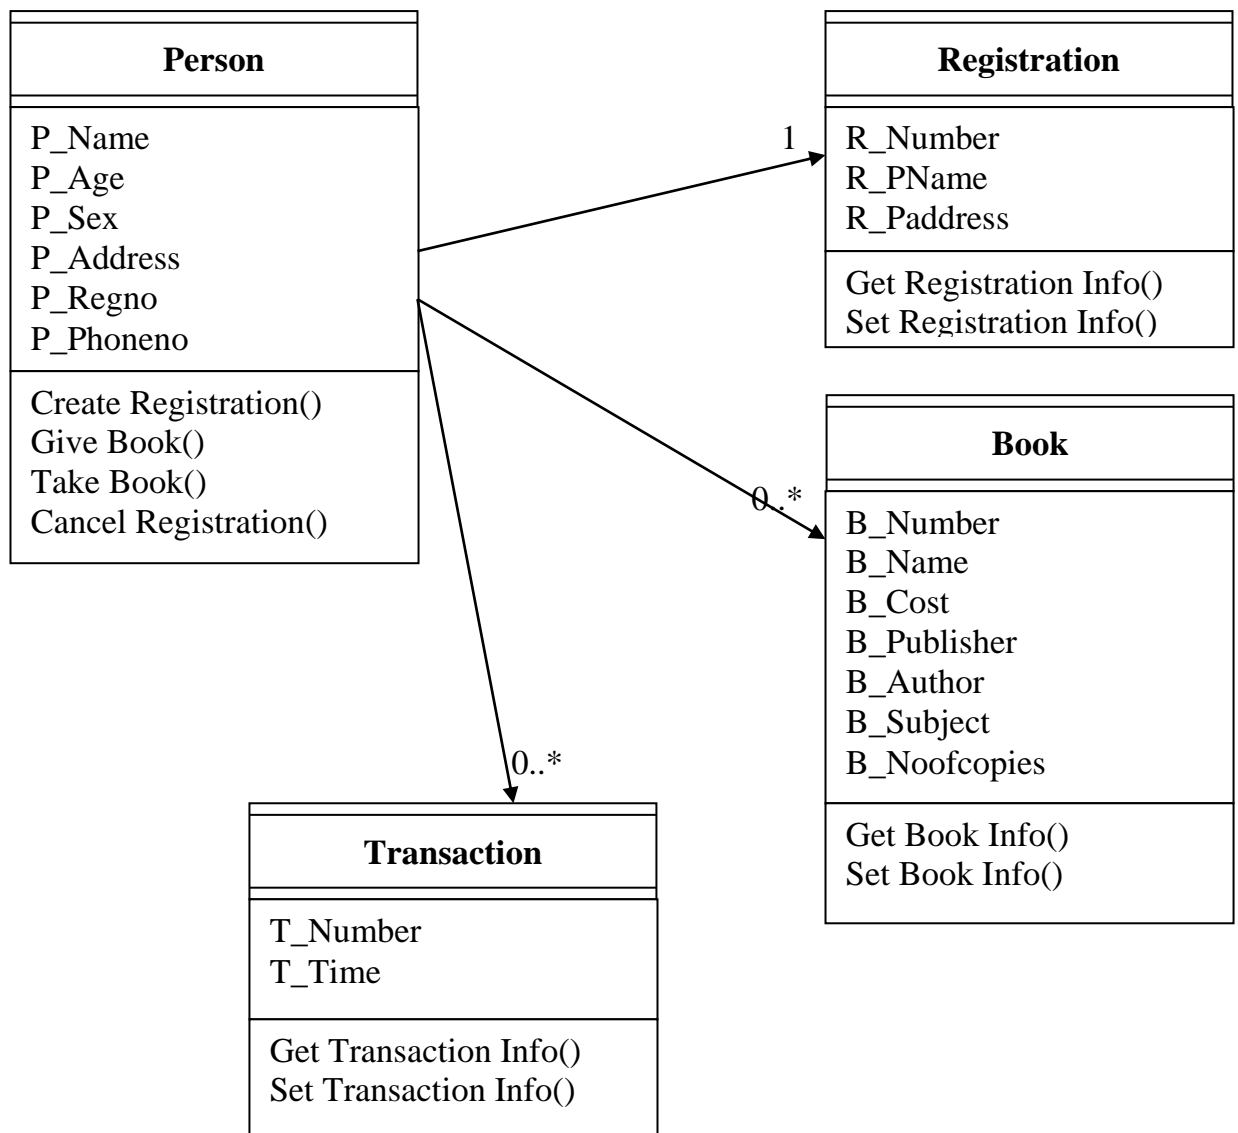 Person
P_Name
P_Age
P_Sex
P_Address
P_Regno
P_Phoneno
Create Registration()
Give Book()
Take Book()
Cancel Registration()
1
Registration
R_Number
R_PName
R_Paddress
Get Registration Info()
Set Registration Info()
0..*
Book
B_Number
B_Name
B_Cost
B_Publisher
B_Author
B_Subject
B_Noofcopies
Get Book Info()
Set Book Info()
0..*
Transaction
T_Number
T_Time
Get Transaction Info()
Set Transaction Info()